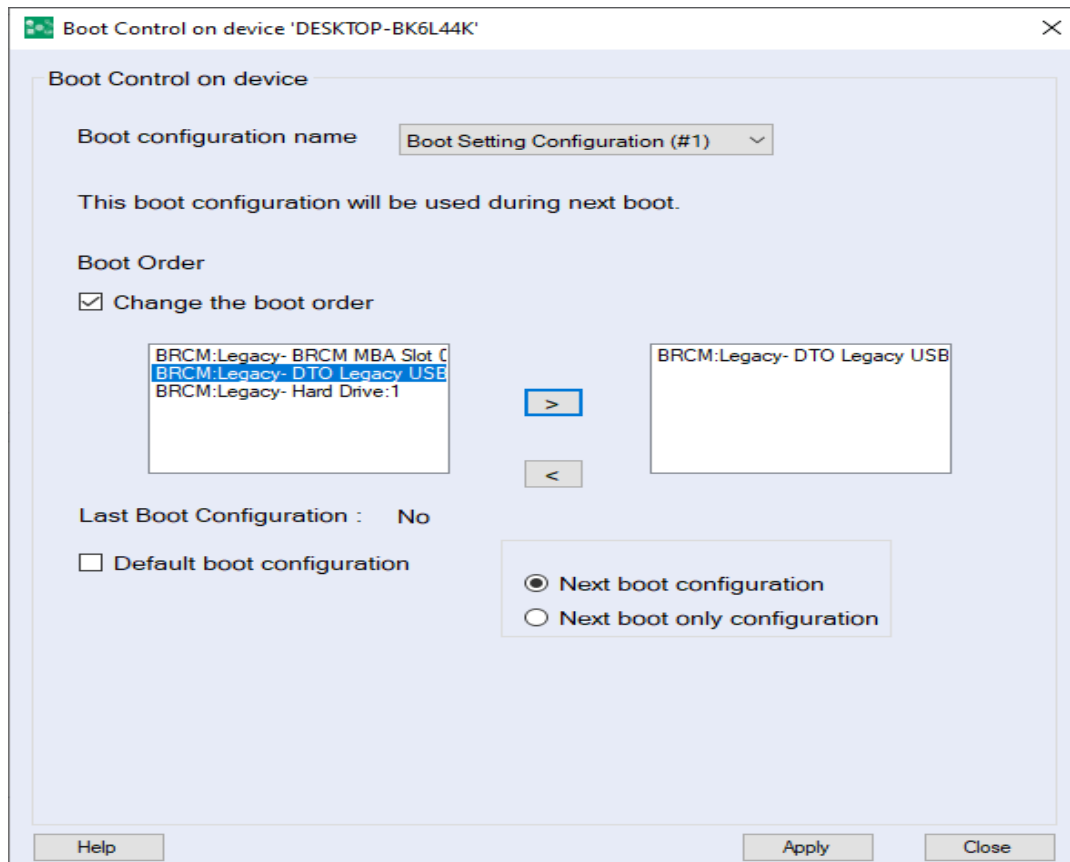 Boot Control on device 'DESKTOP-BK6L44K'
Boot Control on device
Boot configuration name
Boot Setting Configuration (#1)
This boot configuration will be used during next boot.
Boot Order
Change the boot order
BRCM:Legacy- BRCM MBA Slot
BRCM:Legacy- DTO Legacy USB
BRCM:Legacy- Hard Drive:1
>
<
BRCM:Legacy- DTO Legacy USB
Last Boot Configuration : No
Default boot configuration
Next boot configuration
Next boot only configuration
Help
Apply
Close